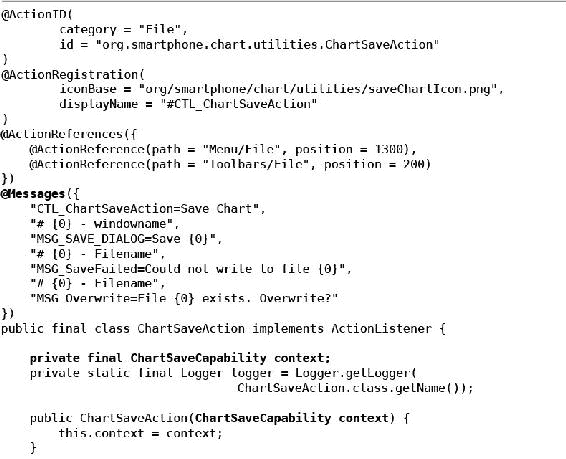 @ActionID(
        category = "File",
        id = "org.smartphone.chart.utilities.ChartSaveAction"
)
@ActionRegistration(
        iconBase = "org/smartphone/chart/utilities/saveChartIcon.png",
        displayName = "#CTL_ChartSaveAction"
)
@ActionReferences({
    @ActionReference(path = "Menu/File", position = 1300),
    @ActionReference(path = "Toolbars/File", position = 200)
})
@Messages({
    "CTL_ChartSaveAction=Save Chart",
    "# {0} - windowname",
    "MSG_SAVE_DIALOG=Save {0}",
    "# {0} - Filename",
    "MSG_SaveFailed=Could not write to file {0}",
    "# {0} - Filename",
    "MSG_Overwrite=File {0} exists. Overwrite?"
})
public final class ChartSaveAction implements ActionListener {
    private final ChartSaveCapability context;
    private static final Logger logger = Logger.getLogger(
                                 ChartSaveAction.class.getName());
    public ChartSaveAction(ChartSaveCapability context) {
        this.context = context;
    }